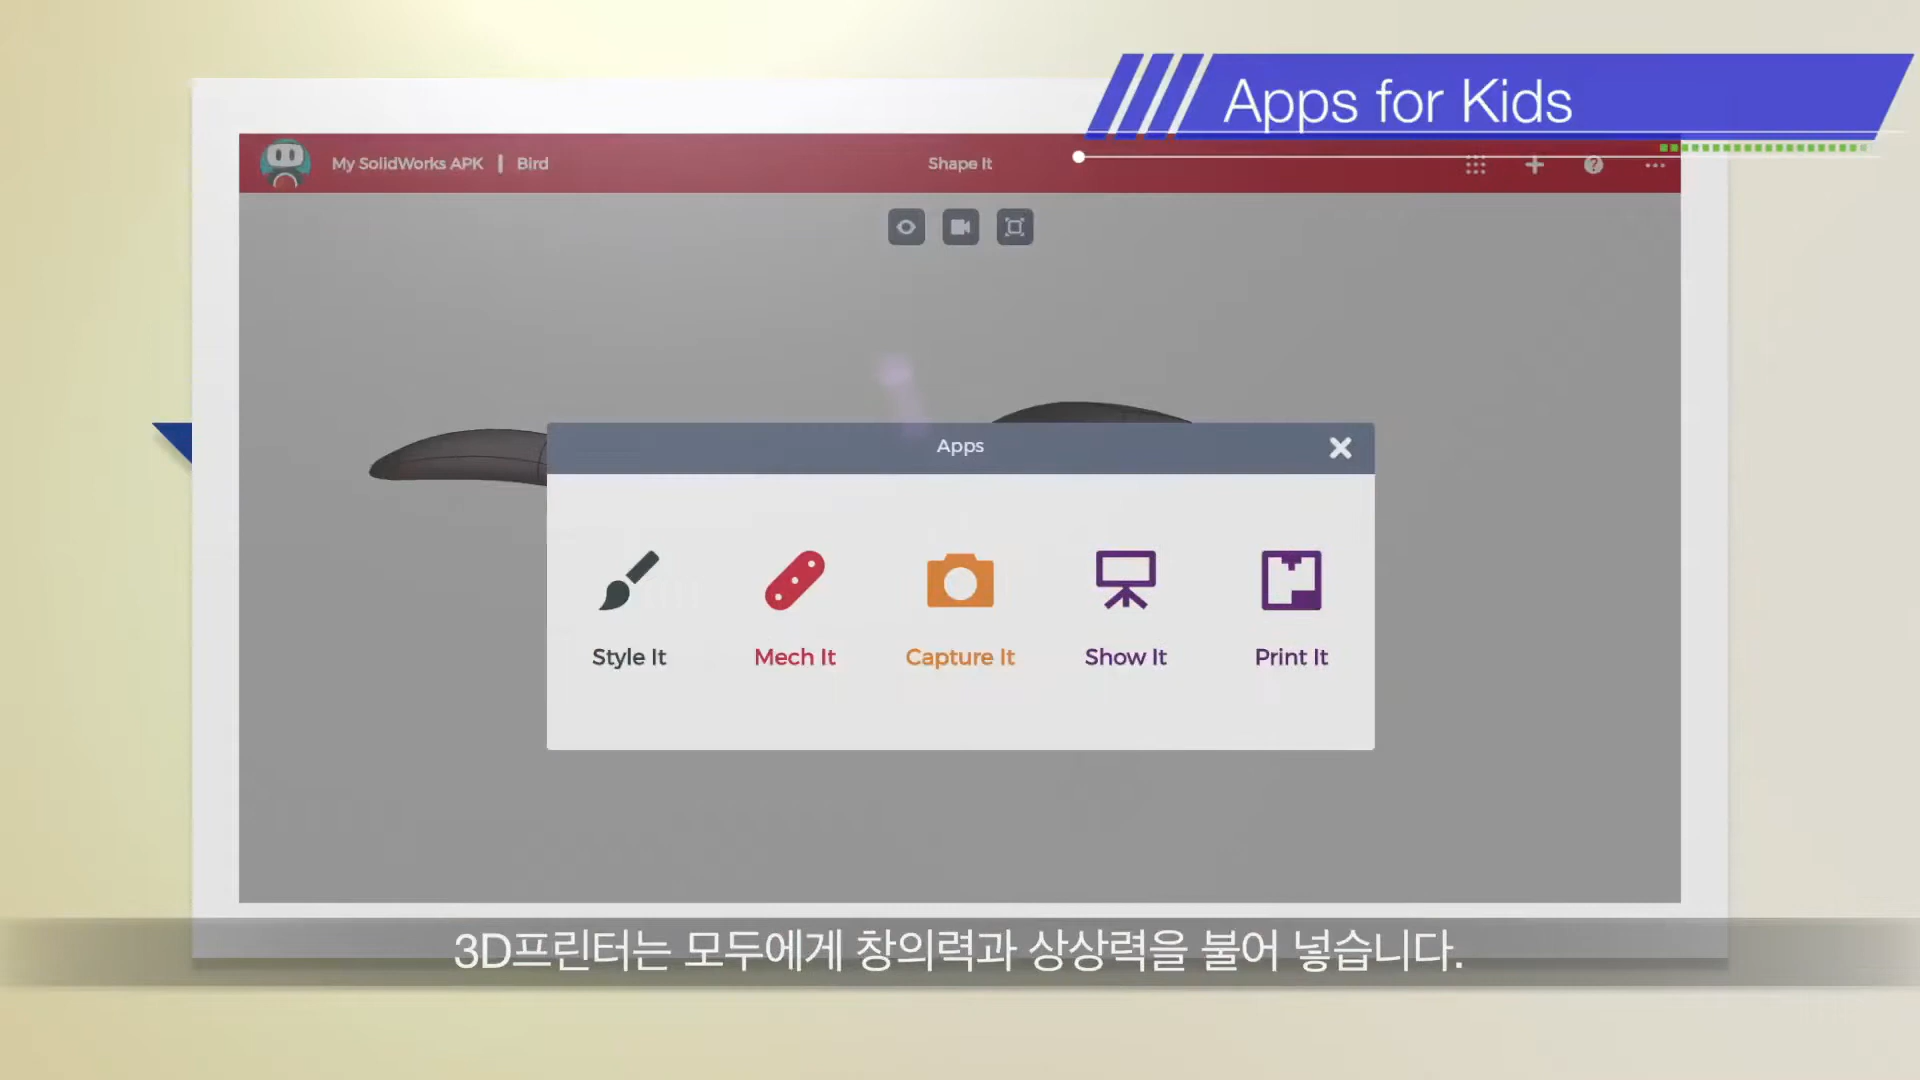 Apps for Kids
My SolidWorks APK | Bird
Shape It
Apps
Style It
Mech It
Capture It
Show It
Print It
3D프린터는 모두에게 창의력과 상상력을 불어 넣습니다.